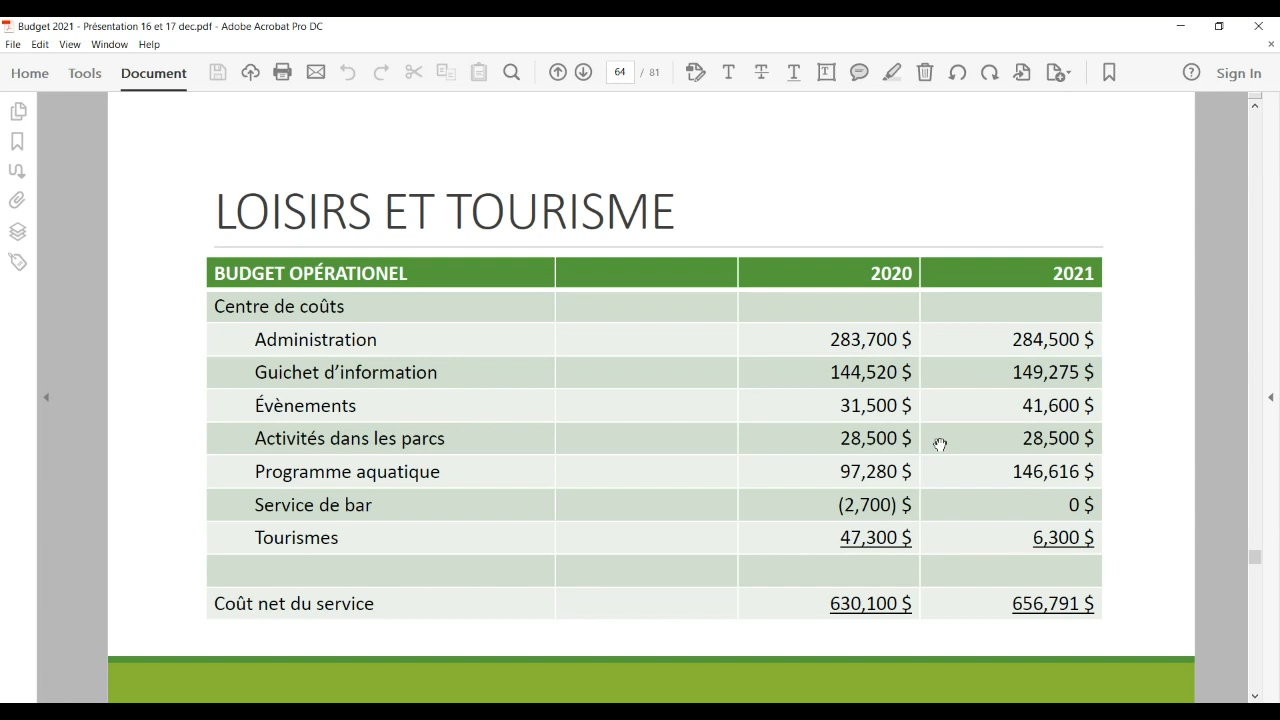 Budget 2021 - Présentation 16 et 17 dec.pdf - Adobe Acrobat Pro DC
File Edit View Window Help
Home Tools Document 64 / 81 Sign In
LOISIRS ET TOURISME
BUDGET OPÉRATIONEL 2020 2021
Centre de coûts
Administration 283,700 $ 284,500 $
Guichet d’information 144,520 $ 149,275 $
Évènements 31,500 $ 41,600 $
Activités dans les parcs 28,500 $ 28,500 $
Programme aquatique 97,280 $ 146,616 $
Service de bar (2,700) $ 0 $
Tourismes 47,300 $ 6,300 $
Coût net du service 630,100 $ 656,791 $